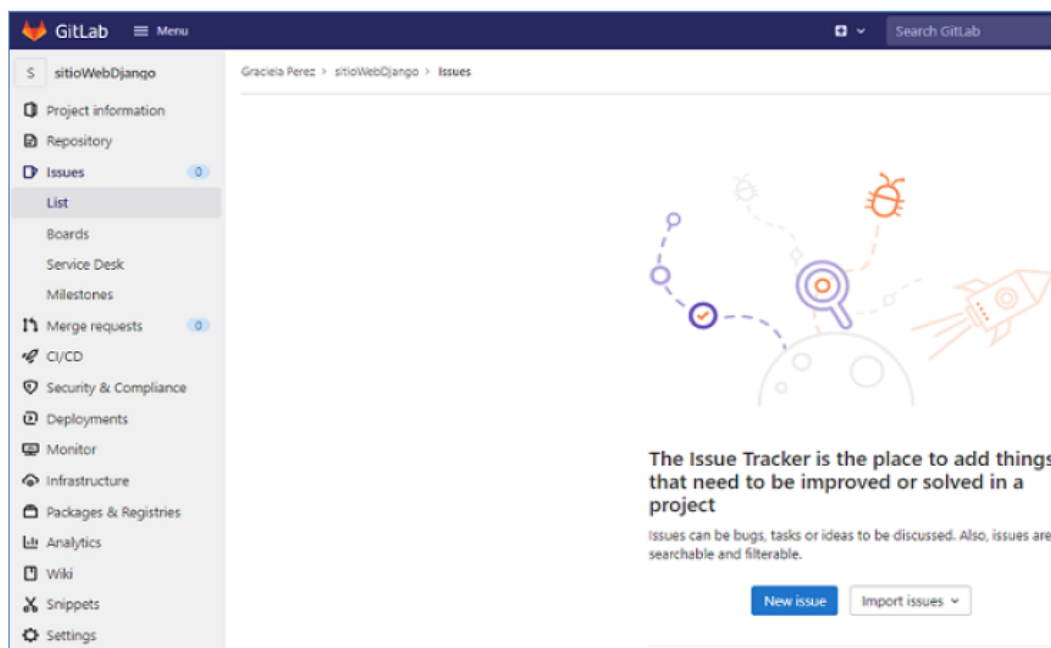 GitLab Menu Search GitLab
S sitioWebDjango
Graciela Perez > sitioWebDjango > Issues
Project information
Repository
Issues 0
List
Boards
Service Desk
Milestones
Merge requests 0
CI/CD
Security & Compliance
Deployments
Monitor
Infrastructure
Packages & Registries
Analytics
Wiki
Snippets
Settings
The Issue Tracker is the place to add things
that need to be improved or solved in a
project
Issues can be bugs, tasks or ideas to be discussed. Also, issues are
searchable and filterable.
New issue Import issues